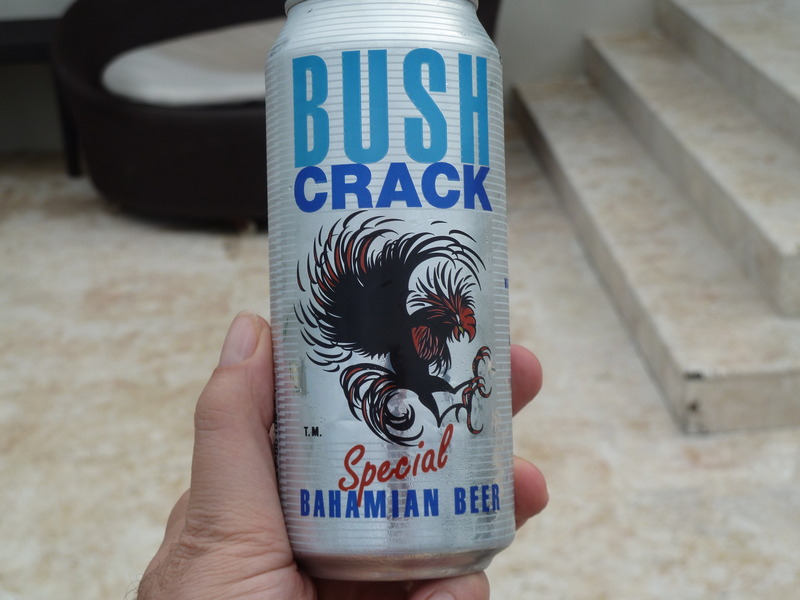 BUSH
CRACK
T.M.
Special
BAHAMIAN BEER